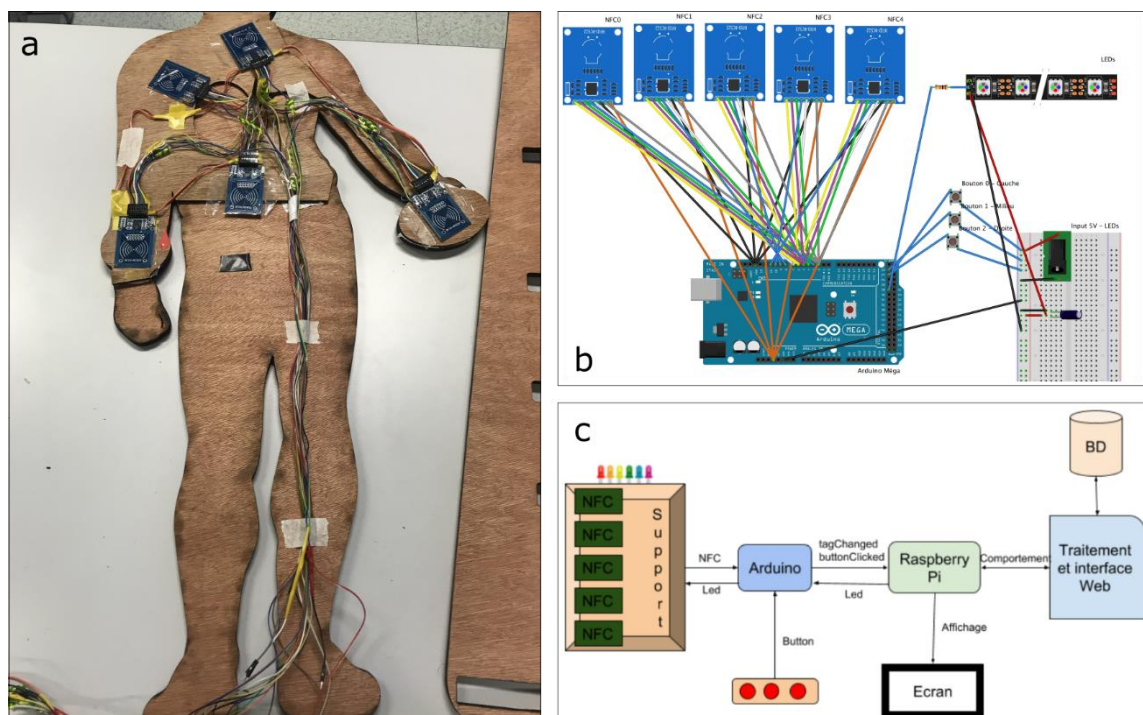 a
NFC0
NFC1
NFC2
NFC3
NFC4
LEDs
Bouton 0 - Gauche
Bouton 1 - Milieu
Bouton 2 - Droite
Input 5V - LEDs
ARDUINO
MEGA
Arduino Méga
b
c
BD
NFC
NFC
NFC
NFC
NFC
Support
NFC
Led
Arduino
tagChanged
buttonClicked
Led
Raspberry
Pi
Comportement
Traitement
et interface
Web
Button
Affichage
Ecran